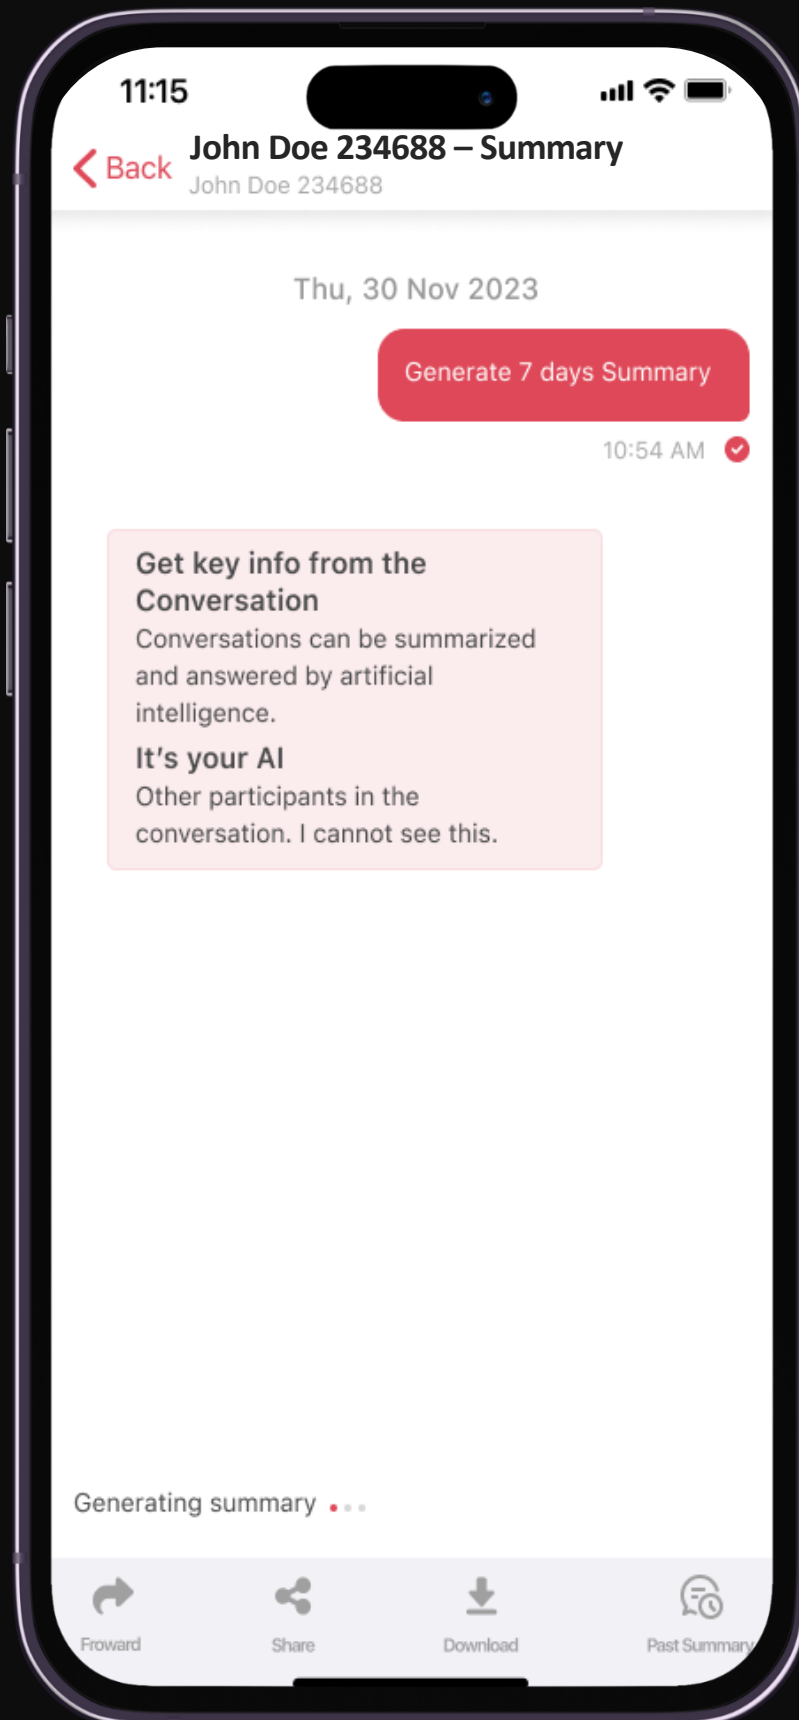 11:15
Back
John Doe 234688 – Summary
John Doe 234688
Thu, 30 Nov 2023
Generate 7 days Summary
10:54 AM
Get key info from the
Conversation
Conversations can be summarized
and answered by artificial
intelligence.
It's your AI
Other participants in the
conversation. I cannot see this.
Generating summary
Froward
Share
Download
Past Summary